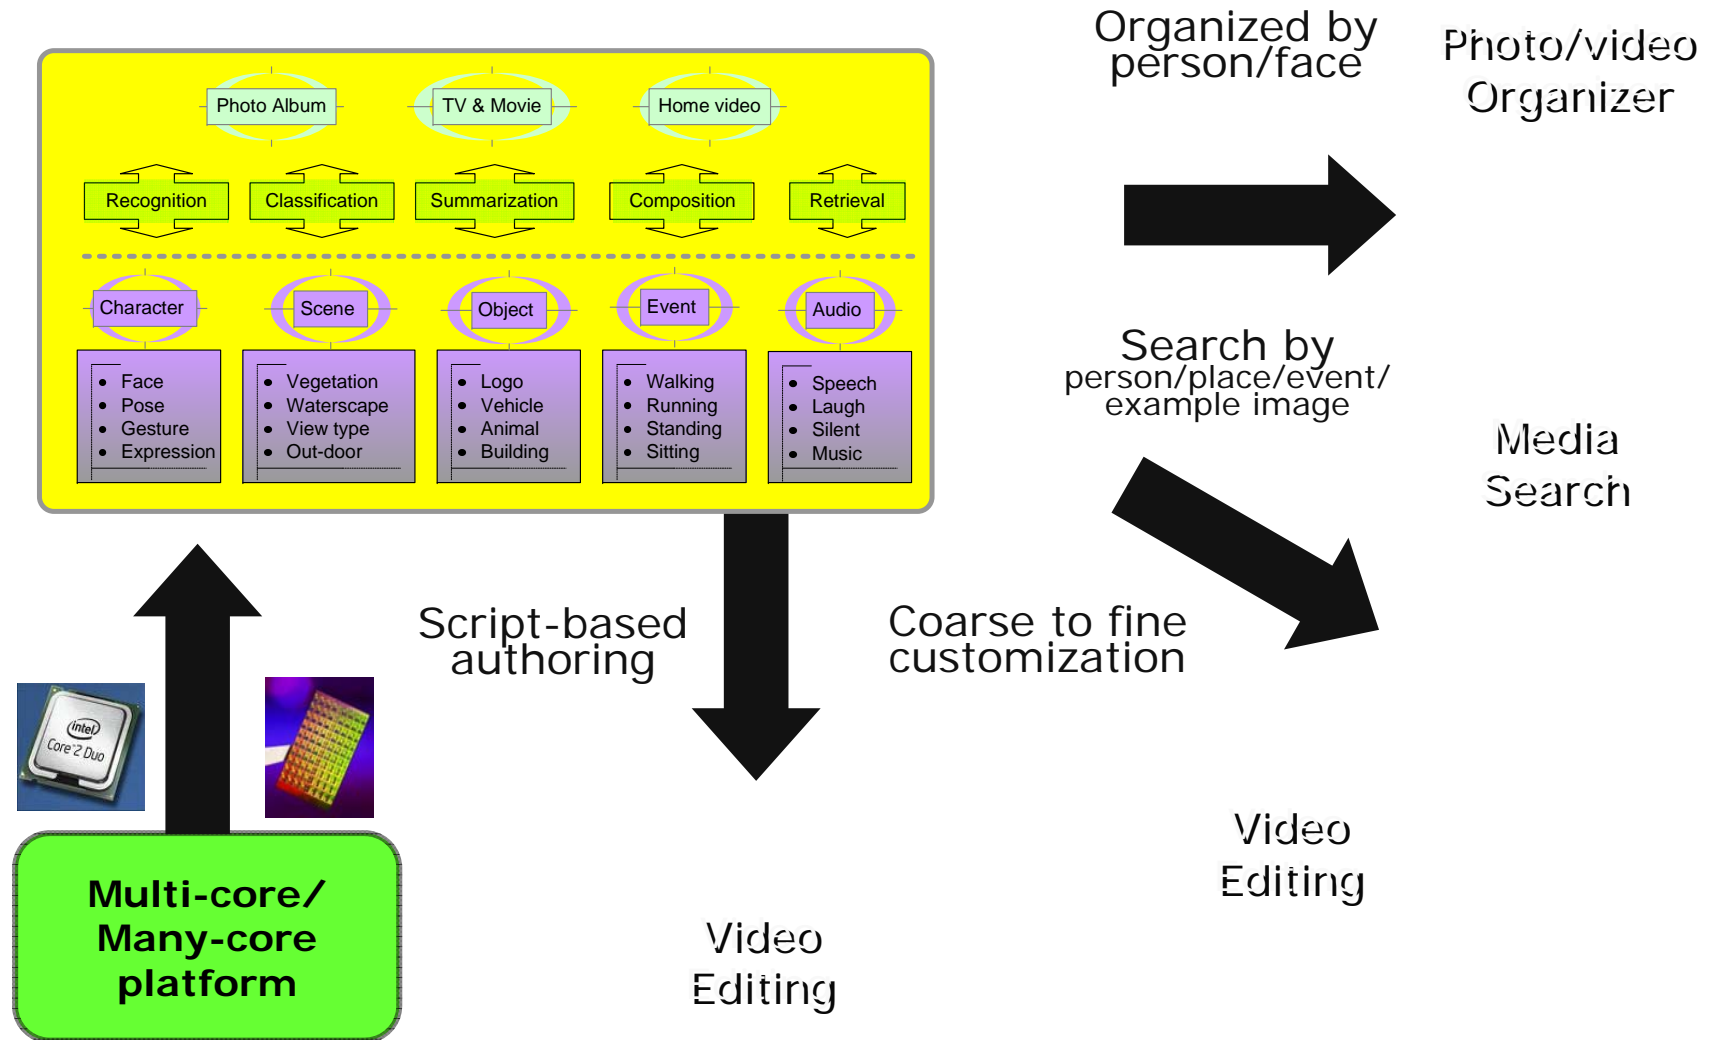 Organized by
person/face
Photo/video
Organizer
Photo Album
TV & Movie
Home video
Recognition
Classification
Summarization
Composition
Retrieval
Character
Scene
Object
Event
Audio
• Face
• Pose
• Gesture
• Expression
• Vegetation
• Waterscape
• View type
• Out-door
• Logo
• Vehicle
• Animal
• Building
• Walking
• Running
• Standing
• Sitting
• Speech
• Laugh
• Silent
• Music
Search by
person/place/event/
example image
Media
Search
Script-based
authoring
Coarse to fine
customization
intel
Core™2 Duo
Multi-core/
Many-core
platform
Video
Editing
Video
Editing